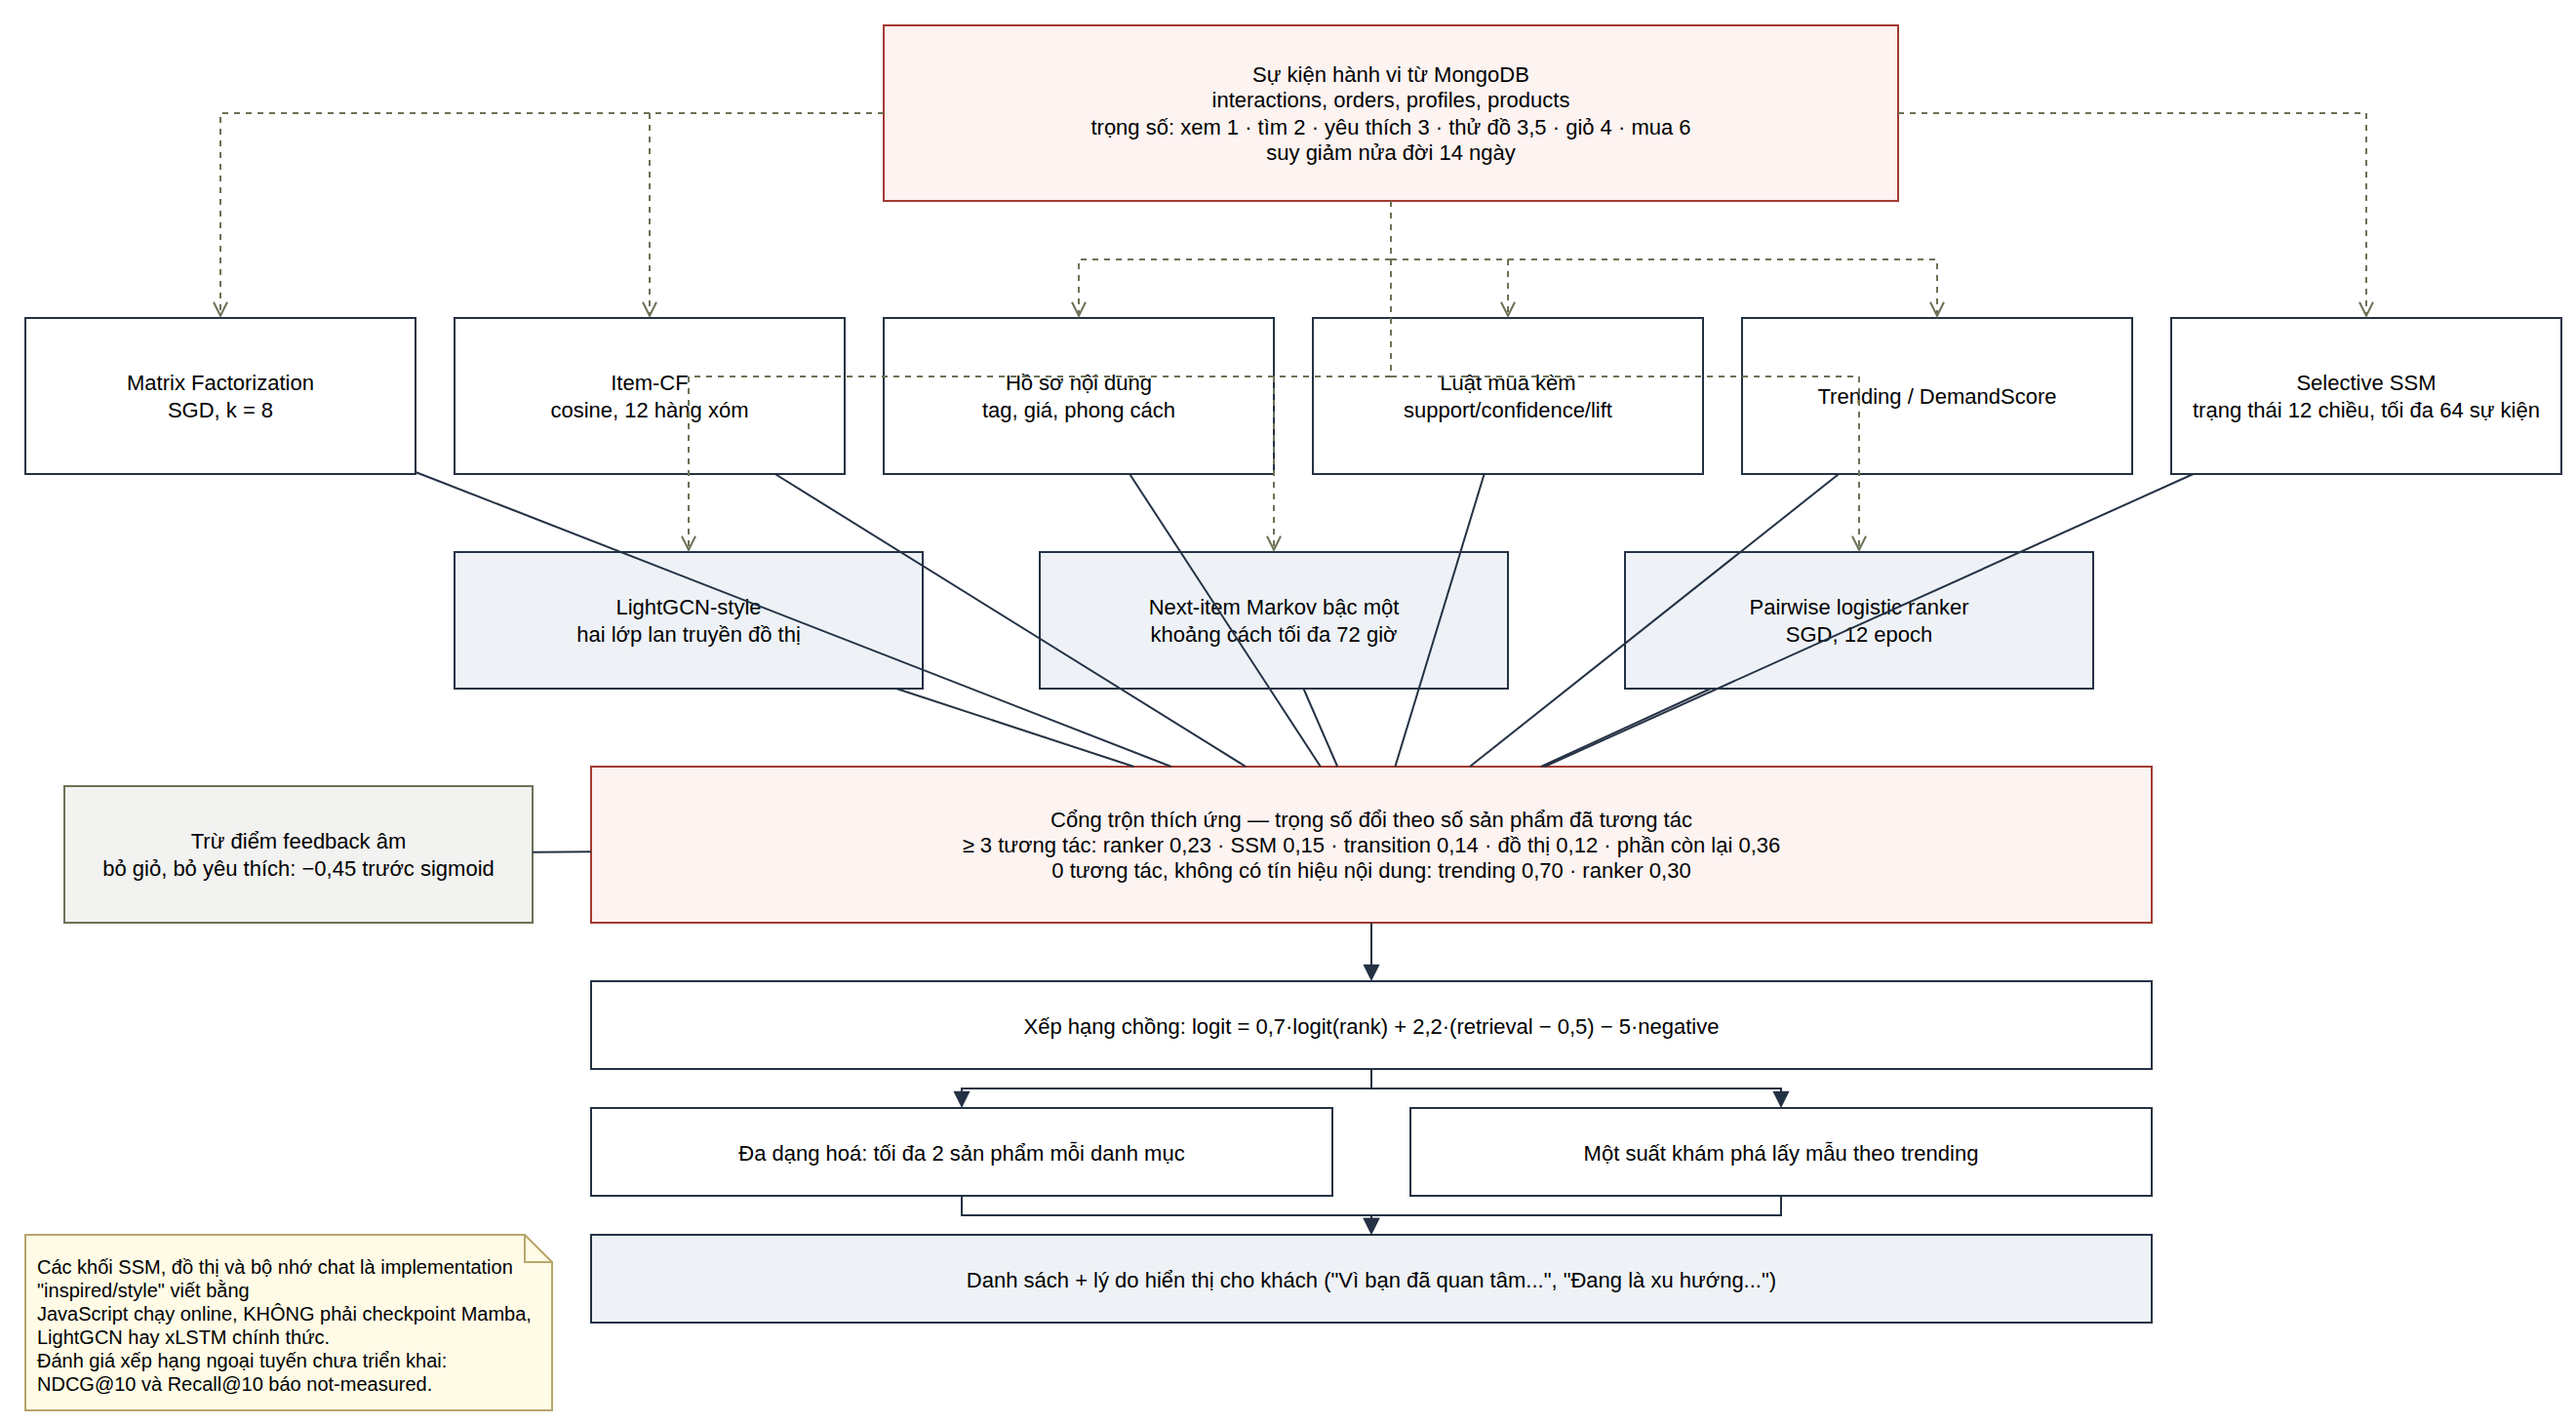 Sự kiện hành vi từ MongoDB
interactions, orders, profiles, products
trọng số: xem 1 · tìm 2 · yêu thích 3 · thử đồ 3,5 · giỏ 4 · mua 6
suy giảm nửa đời 14 ngày
Matrix Factorization
SGD, k = 8
Item-CF
cosine, 12 hàng xóm
Hồ sơ nội dung
tag, giá, phong cách
Luật mua kèm
support/confidence/lift
Trending / DemandScore
Selective SSM
trạng thái 12 chiều, tối đa 64 sự kiện
LightGCN-style
hai lớp lan truyền đồ thị
Next-item Markov bậc một
khoảng cách tối đa 72 giờ
Pairwise logistic ranker
SGD, 12 epoch
Trừ điểm feedback âm
bỏ giỏ, bỏ yêu thích: −0,45 trước sigmoid
Cổng trộn thích ứng — trọng số đổi theo số sản phẩm đã tương tác
≥ 3 tương tác: ranker 0,23 · SSM 0,15 · transition 0,14 · đồ thị 0,12 · phần còn lại 0,36
0 tương tác, không có tín hiệu nội dung: trending 0,70 · ranker 0,30
Xếp hạng chồng: logit = 0,7·logit(rank) + 2,2·(retrieval − 0,5) − 5·negative
Đa dạng hoá: tối đa 2 sản phẩm mỗi danh mục
Một suất khám phá lấy mẫu theo trending
Danh sách + lý do hiển thị cho khách ("Vì bạn đã quan tâm...", "Đang là xu hướng...")
Các khối SSM, đồ thị và bộ nhớ chat là implementation
"inspired/style" viết bằng
JavaScript chạy online, KHÔNG phải checkpoint Mamba,
LightGCN hay xLSTM chính thức.
Đánh giá xếp hạng ngoại tuyến chưa triển khai:
NDCG@10 và Recall@10 báo not-measured.